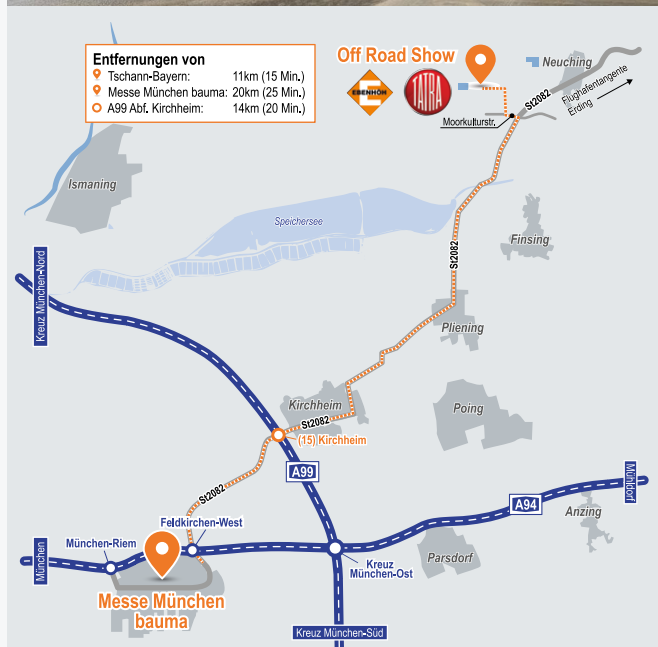 Entfernungen von
Tschann-Bayern: 11km (15 Min.)
Messe München bauma: 20km (25 Min.)
A99 Abf. Kirchheim: 14km (20 Min.)
Off Road Show
E
EBENHÖH
TATRA
Neuching
Flughafentangente
Erding
St2082
Moorkulturstr.
Ismaning
Speichersee
Finsing
St2082
Kreuz München-Nord
Pliening
Kirchheim
St2082
Poing
(15) Kirchheim
A99
St2082
A94
Mühldorf
Anzing
Feldkirchen-West
München-Riem
München
Kreuz
München-Ost
Parsdorf
Messe München
bauma
Kreuz München-Süd